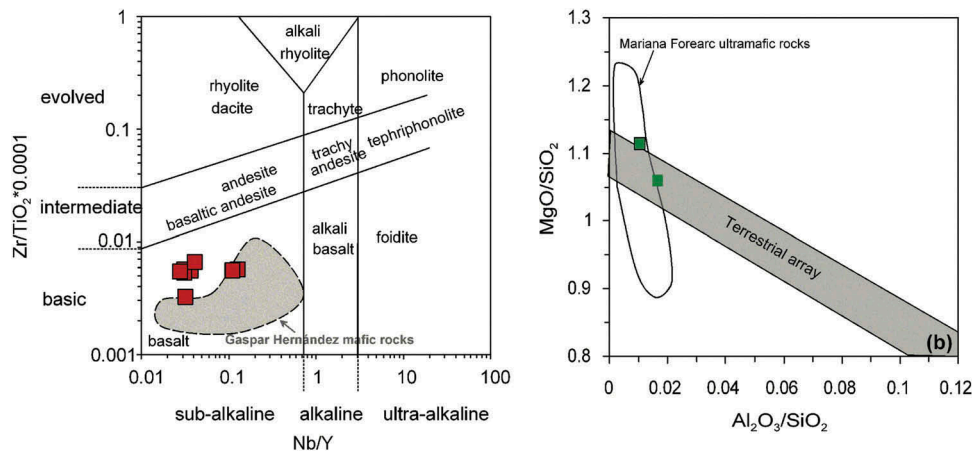 1
0.1
0.01
0.001
Zr/TiO₂*0.0001
evolved
intermediate
basic
alkali
rhyolite
rhyolite
dacite
phonolite
trachyte
andesite
trachy
andesite
tephriphonolite
basaltic andesite
alkali
basalt
foidite
basalt
Gaspar Hernández mafic rocks
0.01
0.1
1
10
100
sub-alkaline
alkaline
ultra-alkaline
Nb/Y
Mariana Forearc ultramafic rocks
1.3
1.2
1.1
1
0.9
0.8
MgO/SiO₂
Terrestrial array
(b)
0
0.02
0.04
0.06
0.08
0.1
0.12
Al₂O₃/SiO₂